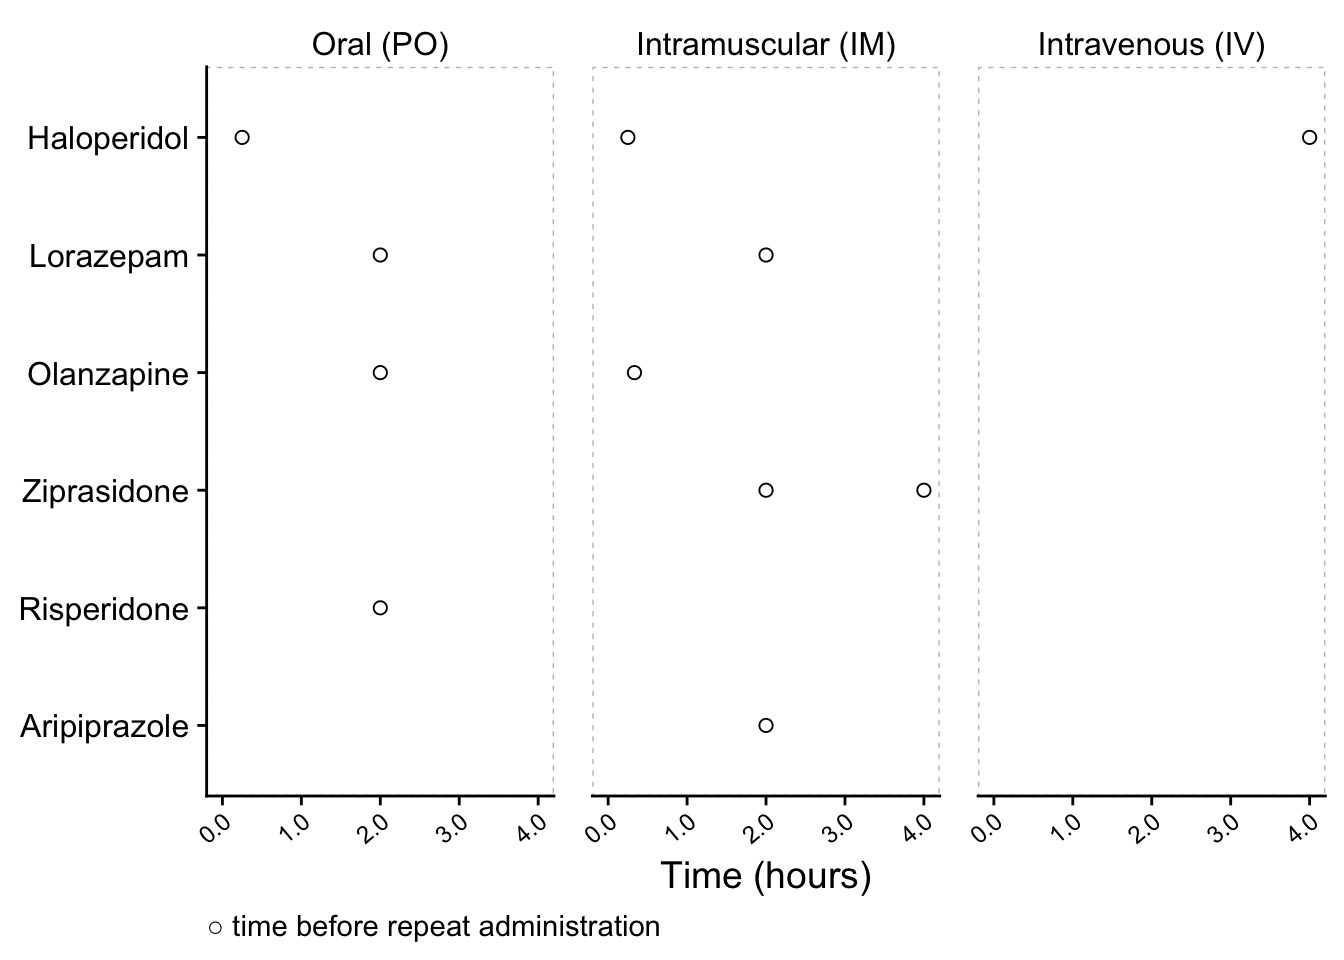 Oral (PO) Intramuscular (IM) Intravenous (IV)
Haloperidol
Lorazepam
Olanzapine
Ziprasidone
Risperidone
Aripiprazole
0.0 1.0 2.0 3.0 4.0 0.0 1.0 2.0 3.0 4.0 0.0 1.0 2.0 3.0 4.0
Time (hours)
time before repeat administration